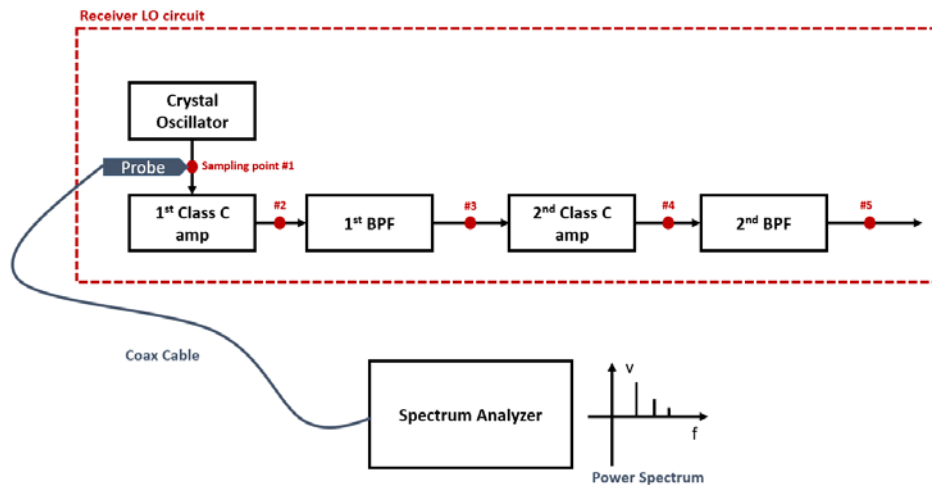 Receiver LO circuit
Crystal
Oscillator
Probe
Sampling point #1
1st Class C
amp
#2
1st BPF
#3
2nd Class C
amp
#4
2nd BPF
#5
Coax Cable
Spectrum Analyzer
v
f
Power Spectrum